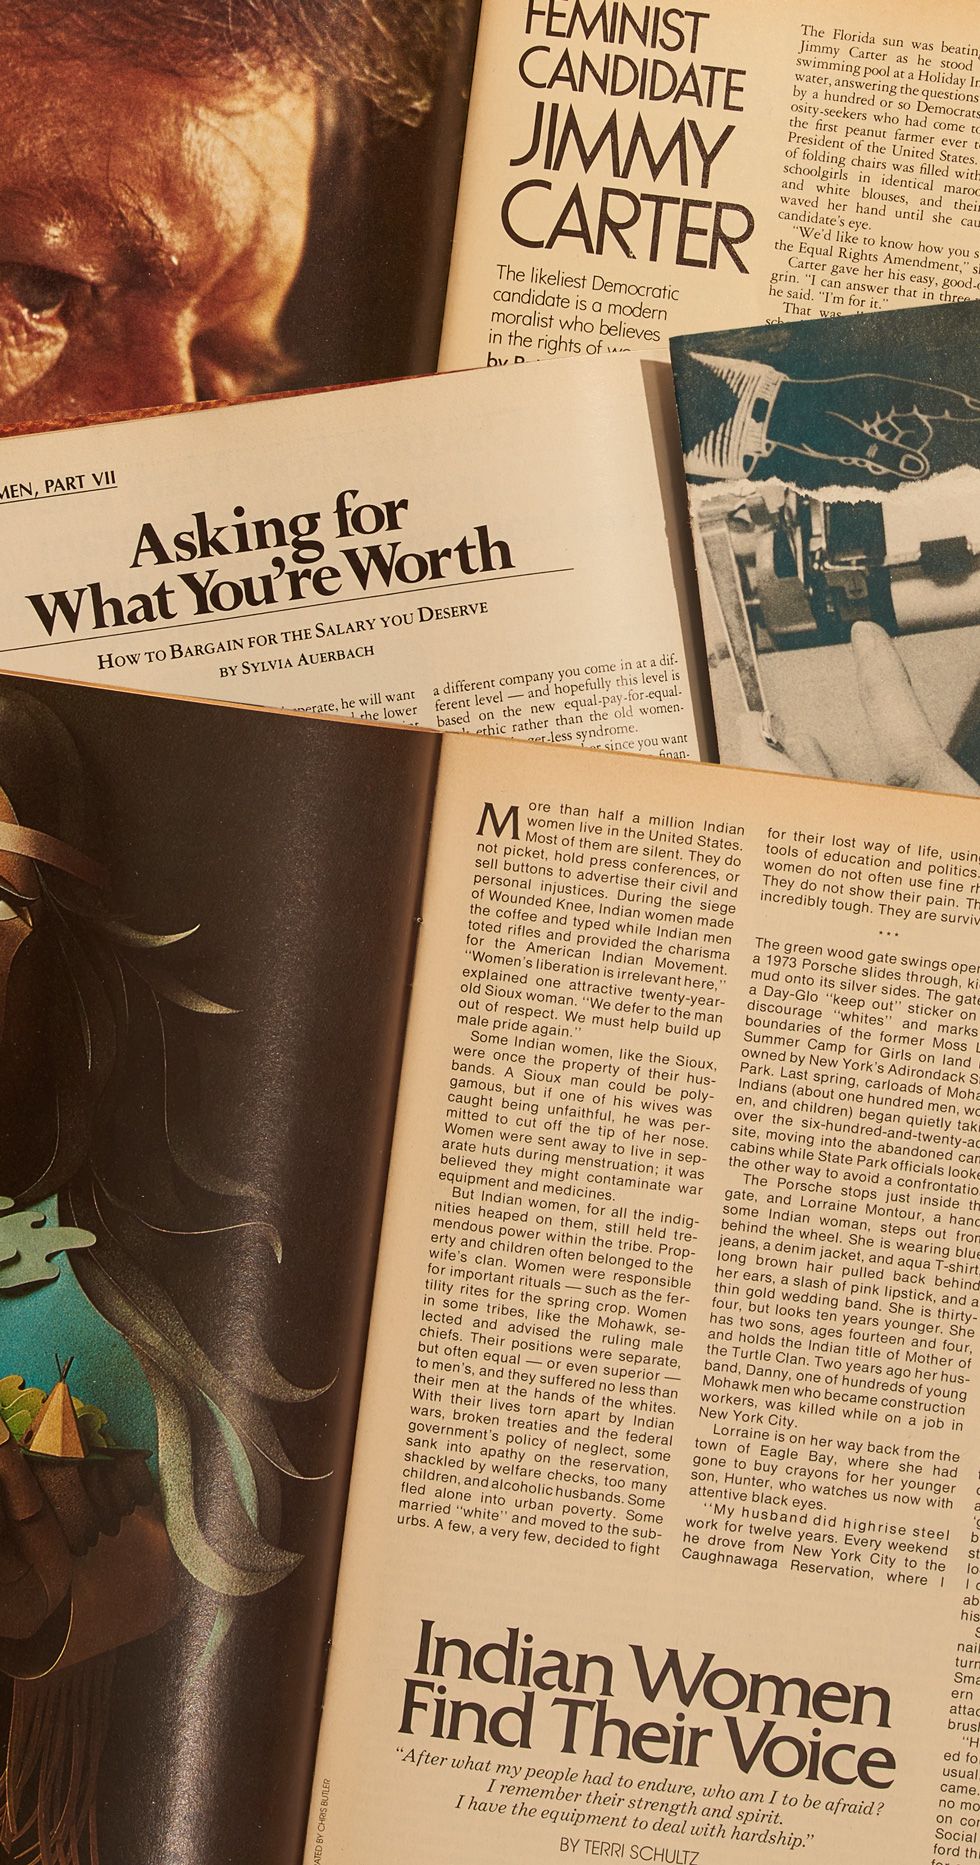 FEMINIST
CANDIDATE
JIMMY
CARTER
The likeliest Democratic
candidate is a modern
moralist who believes
in the rights of
by
The Florida sun was beating
Jimmy Carter as he stood
swimming pool at a Holiday
water, answering the questions
by a hundred or so Democrats
osity-seekers who had come to
the first peanut farmer ever to
President of the United States.
of folding chairs was filled with
schoolgirls in identical
and white blouses, and their
waved her hand until she
candidate's eye.
"We'd like to know how you
the Equal Rights Amendment,"
Carter gave her his easy,
grin. "I can answer that in three
he said. "I'm for it."
That was
MEN, PART VII
Asking for
What You're Worth
HOW TO BARGAIN FOR THE SALARY YOU DESERVE
BY SYLVIA AUERBACH
he will want
the lower
a different company you come in at a dif-
ferent level — and hopefully this level is
based on the new equal-pay-for-equal-
ethic rather than the old women-
get-less syndrome.
since you want
finan-
More than half a million Indian
women live in the United States.
Most of them are silent. They do
not picket, hold press conferences, or
sell buttons to advertise their civil and
personal injustices. During the siege
of Wounded Knee, Indian women made
the coffee and typed while Indian men
toted rifles and provided the charisma
for the American Indian Movement.
"Women's liberation is irrelevant here,"
explained one attractive twenty-year-
old Sioux woman. "We defer to the man
out of respect. We must help build up
male pride again."
Some Indian women, like the Sioux,
were once the property of their hus-
bands. A Sioux man could be poly-
gamous, but if one of his wives was
caught being unfaithful, he was per-
mitted to cut off the tip of her nose.
Women were sent away to live in sep-
arate huts during menstruation; it was
believed they might contaminate war
equipment and medicines.
But Indian women, for all the indig-
nities heaped on them, still held tre-
mendous power within the tribe. Prop-
erty and children often belonged to the
wife's clan. Women were responsible
for important rituals — such as the fer-
tility rites for the spring crop. Women
in some tribes, like the Mohawk, se-
lected and advised the ruling male
chiefs. Their positions were separate,
but often equal — or even superior —
to men's, and they suffered no less than
their men at the hands of the whites.
With their lives torn apart by Indian
wars, broken treaties and the federal
government's policy of neglect, some
sank into apathy on the reservation,
shackled by welfare checks, too many
children, and alcoholic husbands. Some
fled alone into urban poverty. Some
married "white" and moved to the sub-
urbs. A few, a very few, decided to fight
for their lost way of life, using
tools of education and politics.
women do not often use fine
They do not show their pain.
incredibly tough. They are
***
The green wood gate swings open
a 1973 Porsche slides through,
mud onto its silver sides. The gate
a Day-Glo "keep out" sticker on
discourage "whites" and marks
boundaries of the former Moss
Summer Camp for Girls on land
owned by New York's Adirondack
Park. Last spring, carloads of
Indians (about one hundred men,
en, and children) began quietly
over the six-hundred-and-twenty-
site, moving into the abandoned
cabins while State Park officials
the other way to avoid a confrontation
The Porsche stops just inside the
gate, and Lorraine Montour, a
some Indian woman, steps out from
behind the wheel. She is wearing blue
jeans, a denim jacket, and aqua T-shirt,
long brown hair pulled back behind
her ears, a slash of pink lipstick, and a
thin gold wedding band. She is thirty-
four, but looks ten years younger. She
has two sons, ages fourteen and four,
and holds the Indian title of Mother of
the Turtle Clan. Two years ago her hus-
band, Danny, one of hundreds of young
Mohawk men who became construction
workers, was killed while on a job in
New York City.
Lorraine is on her way back from the
town of Eagle Bay, where she had
gone to buy crayons for her younger
son, Hunter, who watches us now with
attentive black eyes.
"My husband did highrise steel
work for twelve years. Every weekend
he drove from New York City to the
Caughnawaga Reservation, where I
Indian Women
Find Their Voice
"After what my people had to endure, who am I to be afraid?
I remember their strength and spirit.
I have the equipment to deal with hardship."
BY TERRI SCHULTZ
BY CHRIS BUTLER
his
turn
ern
"H
ed
usual
came.
no
on
Social
ford